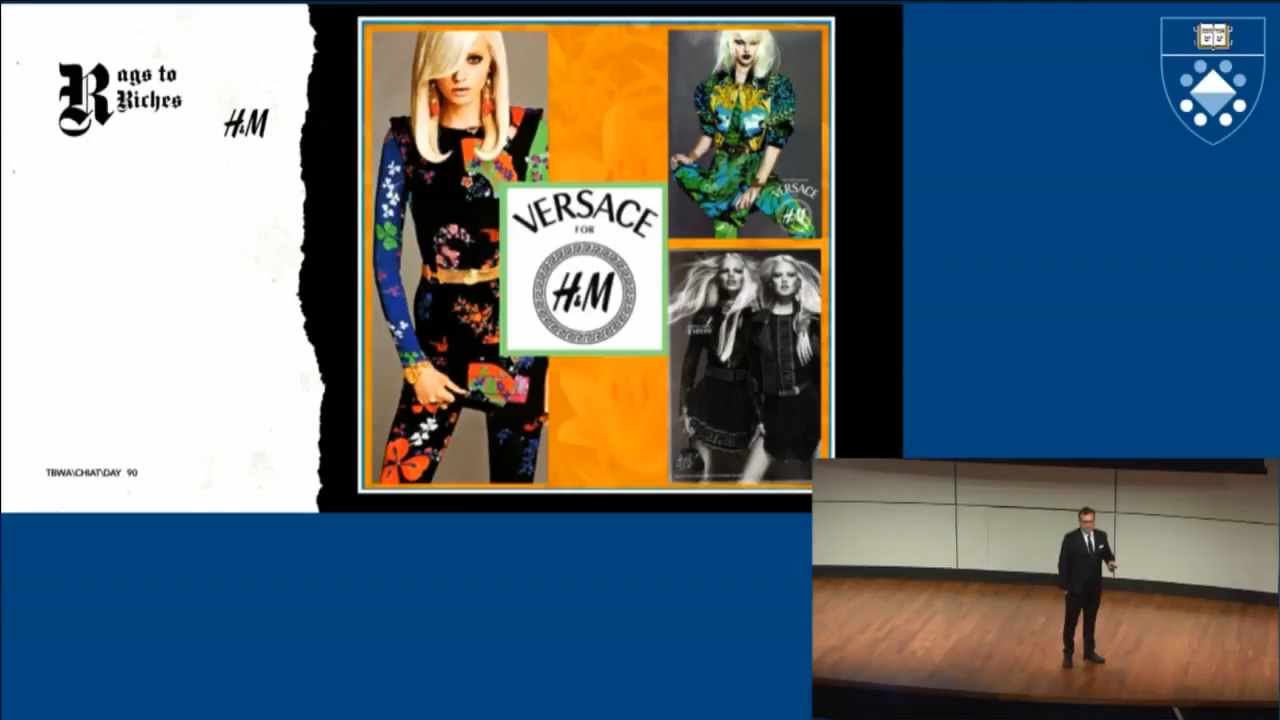 Rags to
Riches
H&M
TBWA\CHIAT\DAY 90
VERSACE
FOR
H&M
VERSACE
H&M